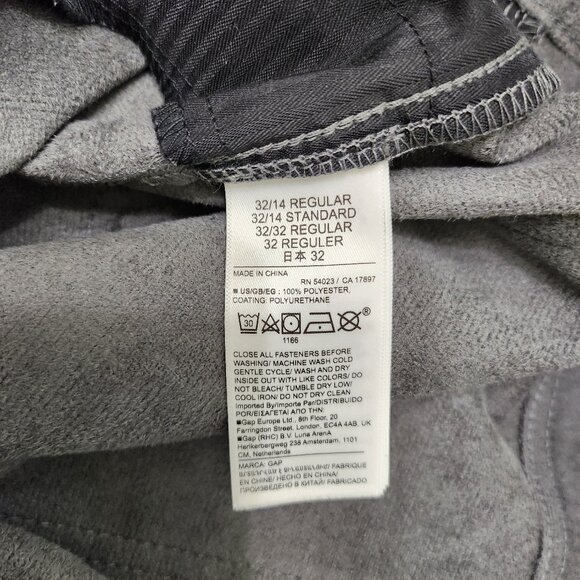 32/14 REGULAR
32/14 STANDARD
32/32 REGULAR
32 REGULER
日本 32
MADE IN CHINA
RN 54023 / CA 17897
■ US/GB/EG : 100% POLYESTER,
COATING: POLYURETHANE
30
®
1166
CLOSE ALL FASTENERS BEFORE
WASHING/ MACHINE WASH COLD
GENTLE CYCLE/ WASH AND DRY
INSIDE OUT WITH LIKE COLORS/ DO
NOT BLEACH/ TUMBLE DRY LOW/
COOL IRON/ DO NOT DRY CLEAN
Imported By/Importe Par/DISTRIBUIDO
POR/ΕΙΣΑΓΕΤΑΙ ΑΠΟ ΤΗΝ:
■Gap Europe Ltd., 8th Floor, 20
Farringdon Street, London, EC4A 4AB, UK
■Gap (RHC) B.V. Luna ArenA
Herikerbergweg 238 Amsterdam, 1101
CM, Netherlands
MARCA: GAP
FABRIQUE
EN CHINE/ HECHO EN CHINA/
ПРОИЗВЕДЕНО В КИТАЙ/ FABRICADO